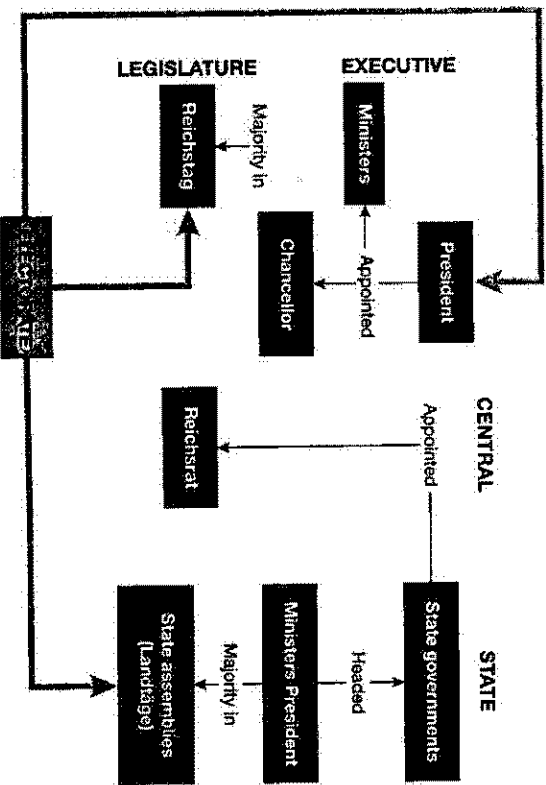 CENTRAL
STATE
EXECUTIVE
President
Appointed
State governments
Ministers
Appointed
Headed
Chancellor
Ministers President
Majority in
Majority in
LEGISLATURE
Reichstag
Reichsrat
State assemblies
(Landtäge)